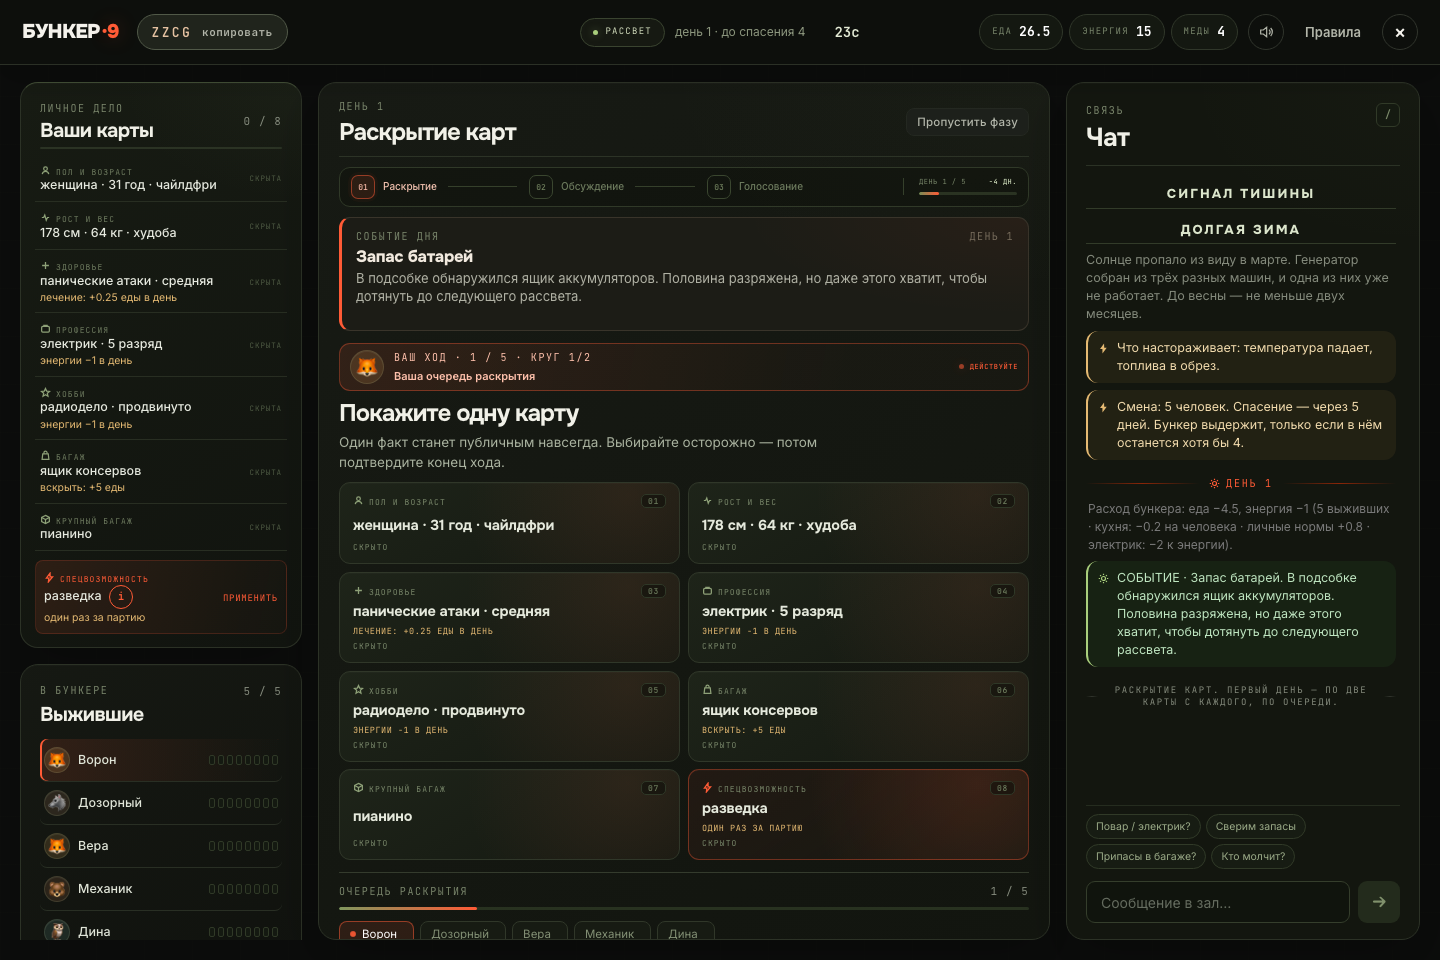 БУНКЕР·9
ZZCG копировать
РАССВЕТ
день 1 · до спасения 4
23с
ЕДА 26.5
ЭНЕРГИЯ 15
МЕДЫ 4
Правила
×
ЛИЧНОЕ ДЕЛО
Ваши карты
0 / 8
ПОЛ И ВОЗРАСТ
женщина · 31 год · чайлдфри
СКРЫТА
РОСТ И ВЕС
178 см · 64 кг · худоба
СКРЫТА
ЗДОРОВЬЕ
панические атаки · средняя
лечение: +0.25 еды в день
СКРЫТА
ПРОФЕССИЯ
электрик · 5 разряд
энергии −1 в день
СКРЫТА
ХОББИ
радиодело · продвинуто
энергии −1 в день
СКРЫТА
БАГАЖ
ящик консервов
вскрыть: +5 еды
СКРЫТА
КРУПНЫЙ БАГАЖ
пианино
СКРЫТА
СПЕЦВОЗМОЖНОСТЬ
разведка i
один раз за партию
ПРИМЕНИТЬ
В БУНКЕРЕ
Выжившие
5 / 5
Ворон
Дозорный
Вера
Механик
Дина
ДЕНЬ 1
Раскрытие карт
Пропустить фазу
01 Раскрытие
02 Обсуждение
03 Голосование
ДЕНЬ 1 / 5
~4 ДН.
СОБЫТИЕ ДНЯ
ДЕНЬ 1
Запас батарей
В подсобке обнаружился ящик аккумуляторов. Половина разряжена, но даже этого хватит, чтобы
дотянуть до следующего рассвета.
ВАШ ХОД · 1 / 5 · КРУГ 1/2
Ваша очередь раскрытия
ДЕЙСТВУЙТЕ
Покажите одну карту
Один факт станет публичным навсегда. Выбирайте осторожно — потом
подтвердите конец хода.
ПОЛ И ВОЗРАСТ
01
женщина · 31 год · чайлдфри
СКРЫТО
РОСТ И ВЕС
02
178 см · 64 кг · худоба
СКРЫТО
ЗДОРОВЬЕ
03
панические атаки · средняя
ЛЕЧЕНИЕ: +0.25 ЕДЫ В ДЕНЬ
СКРЫТО
ПРОФЕССИЯ
04
электрик · 5 разряд
ЭНЕРГИИ −1 В ДЕНЬ
СКРЫТО
ХОББИ
05
радиодело · продвинуто
ЭНЕРГИИ −1 В ДЕНЬ
СКРЫТО
БАГАЖ
06
ящик консервов
ВСКРЫТЬ: +5 ЕДЫ
СКРЫТО
КРУПНЫЙ БАГАЖ
07
пианино
СКРЫТО
СПЕЦВОЗМОЖНОСТЬ
08
разведка
ОДИН РАЗ ЗА ПАРТИЮ
СКРЫТО
ОЧЕРЕДЬ РАСКРЫТИЯ
1 / 5
Ворон
Дозорный
Вера
Механик
Дина
СВЯЗЬ
Чат
/
СИГНАЛ ТИШИНЫ
ДОЛГАЯ ЗИМА
Солнце пропало из виду в марте. Генератор
собран из трёх разных машин, и одна из них уже
не работает. До весны — не меньше двух
месяцев.
Что настораживает: температура падает,
топлива в обрез.
Смена: 5 человек. Спасение — через 5
дней. Бункер выдержит, только если в нём
останется хотя бы 4.
ДЕНЬ 1
Расход бункера: еда −4.5, энергия −1 (5 выживших
· кухня: −0.2 на человека · личные нормы +0.8 ·
электрик: −2 к энергии).
СОБЫТИЕ · Запас батарей. В подсобке
обнаружился ящик аккумуляторов.
Половина разряжена, но даже этого
хватит, чтобы дотянуть до следующего
рассвета.
РАСКРЫТИЕ КАРТ. ПЕРВЫЙ ДЕНЬ — ПО ДВЕ
КАРТЫ С КАЖДОГО, ПО ОЧЕРЕДИ.
Повар / электрик?
Сверим запасы
Припасы в багаже?
Кто молчит?
Сообщение в зал…